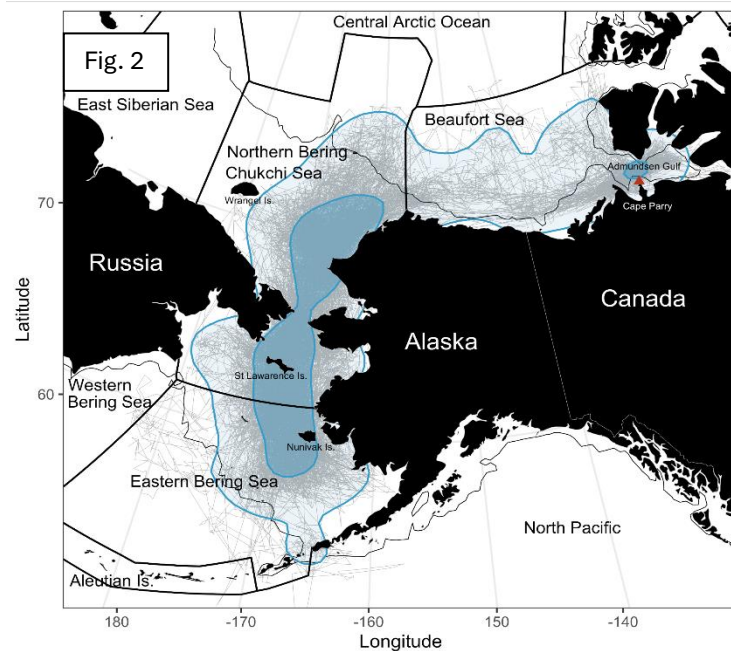 Central Arctic Ocean
Fig. 2
East Siberian Sea
Beaufort Sea
Northern Bering -
Chukchi Sea
Admundsen Gulf
Wrangel Is.
Cape Parry
70
Russia
Canada
Latitude
Alaska
St Lawarence Is.
60
Western
Bering Sea
Nunivak Is.
Eastern Bering Sea
North Pacific
Aleutian Is.
180
-170
-160
-150
-140
-130
Longitude